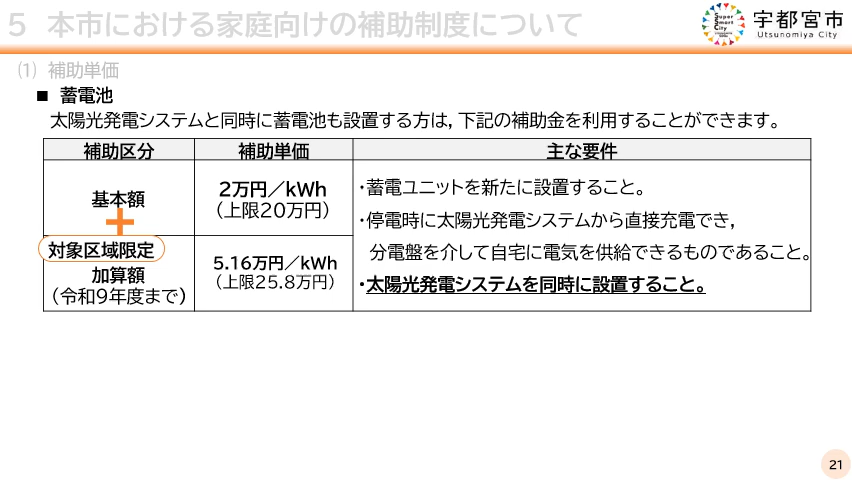 ５ 本市における家庭向けの補助制度について
Super
Smart
City
宇都宮市
Utsunomiya City
⑴ 補助単価
■ 蓄電池
太陽光発電システムと同時に蓄電池も設置する方は，下記の補助金を利用することができます。
補助区分 補助単価 主な要件
基本額
2万円／kWh
（上限20万円）
＋
対象区域限定
加算額
（令和９年度まで）
5.16万円／kWh
（上限25.8万円）
・蓄電ユニットを新たに設置すること。
・停電時に太陽光発電システムから直接充電でき，
分電盤を介して自宅に電気を供給できるものであること。
・太陽光発電システムを同時に設置すること。
21